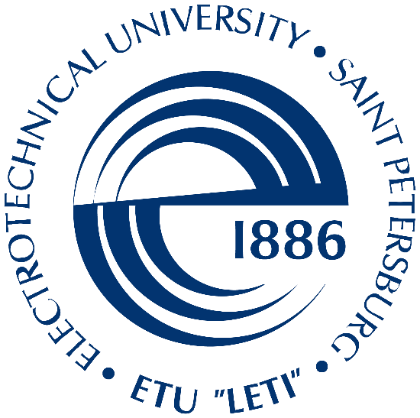 ELECTROTECHNICAL UNIVERSITY • SAINT PETERSBURG •
ETU "LETI" •
1886